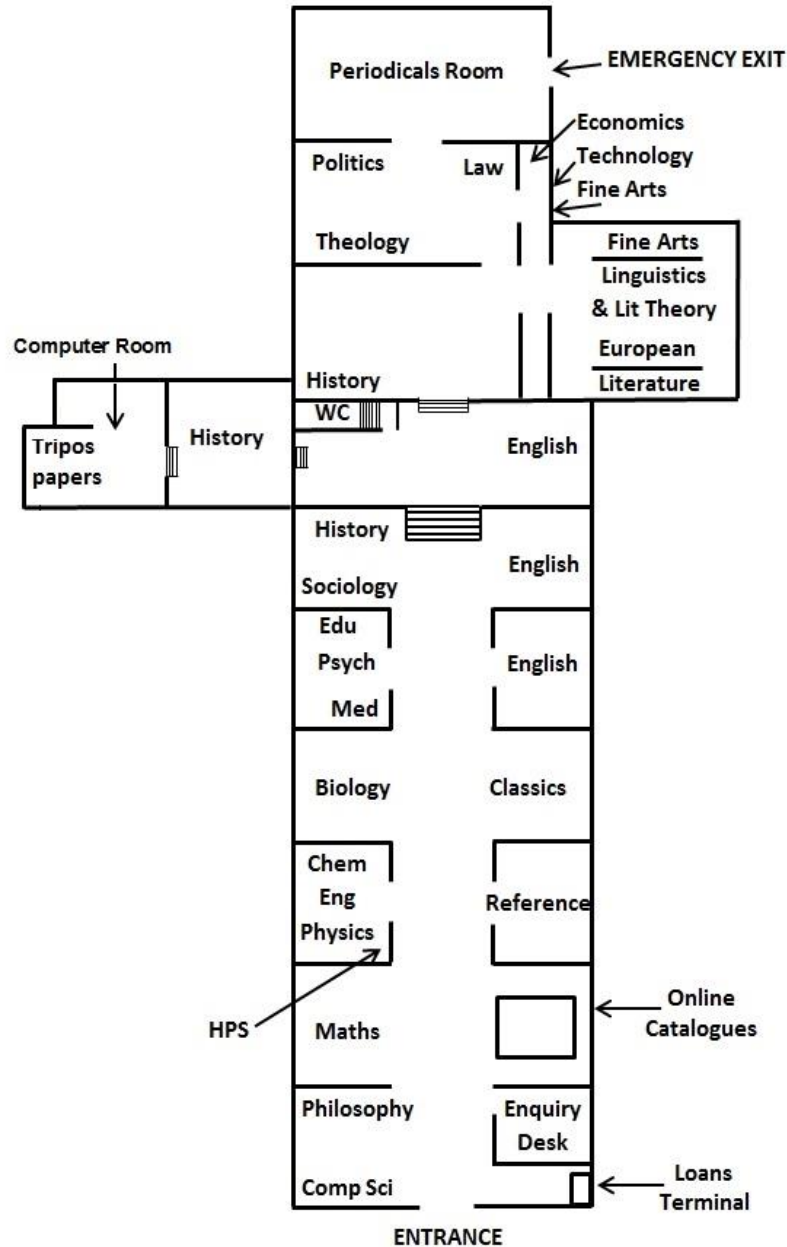 Periodicals Room
EMERGENCY EXIT
Economics
Politics
Law
Technology
Fine Arts
Theology
Fine Arts
Linguistics
& Lit Theory
European
Literature
Computer Room
History
WC
Tripos
papers
History
English
History
English
Sociology
Edu
Psych
Med
English
Biology
Classics
Chem
Eng
Physics
Reference
HPS
Maths
Online
Catalogues
Philosophy
Enquiry
Desk
Comp Sci
Loans
Terminal
ENTRANCE